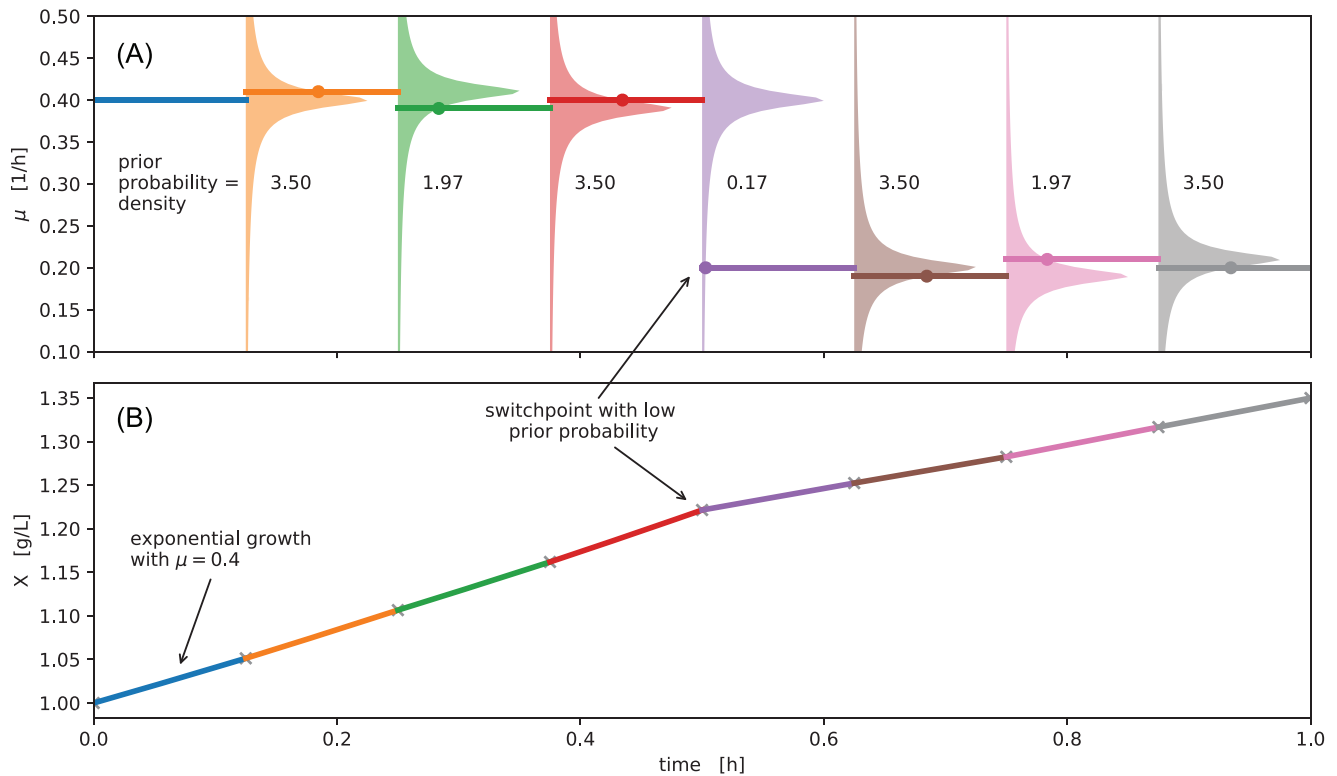 (A)
0.50
0.45
0.40
0.35
0.30
0.25
0.20
0.15
0.10
μ [1/h]
prior
probability =
density
3.50
1.97
3.50
0.17
3.50
1.97
3.50
switchpoint with low
prior probability
(B)
1.35
1.30
1.25
1.20
1.15
1.10
1.05
1.00
X [g/L]
exponential growth
with μ = 0.4
0.0
0.2
0.4
0.6
0.8
1.0
time [h]